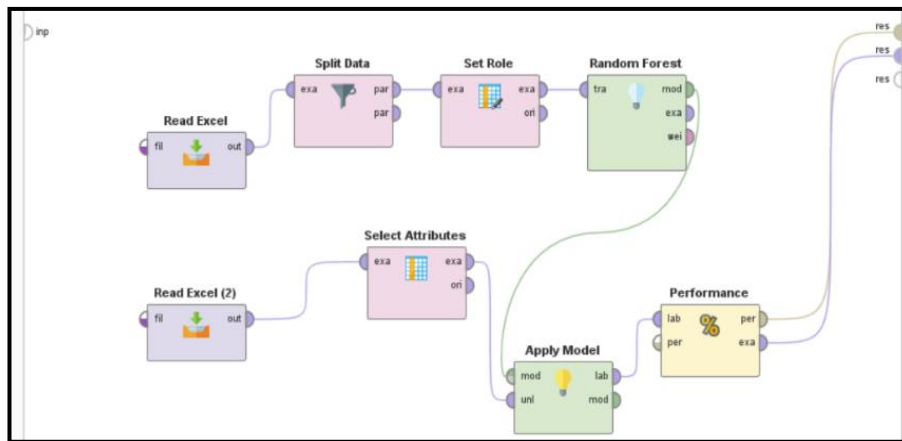 inp
res
res
res
Split Data
exa par
par
Set Role
exa exa
ori
Random Forest
tra mod
exa
wei
Read Excel
fil out
Select Attributes
exa exa
ori
Read Excel (2)
fil out
Apply Model
mod lab
unl mod
Performance
lab % per
per exa